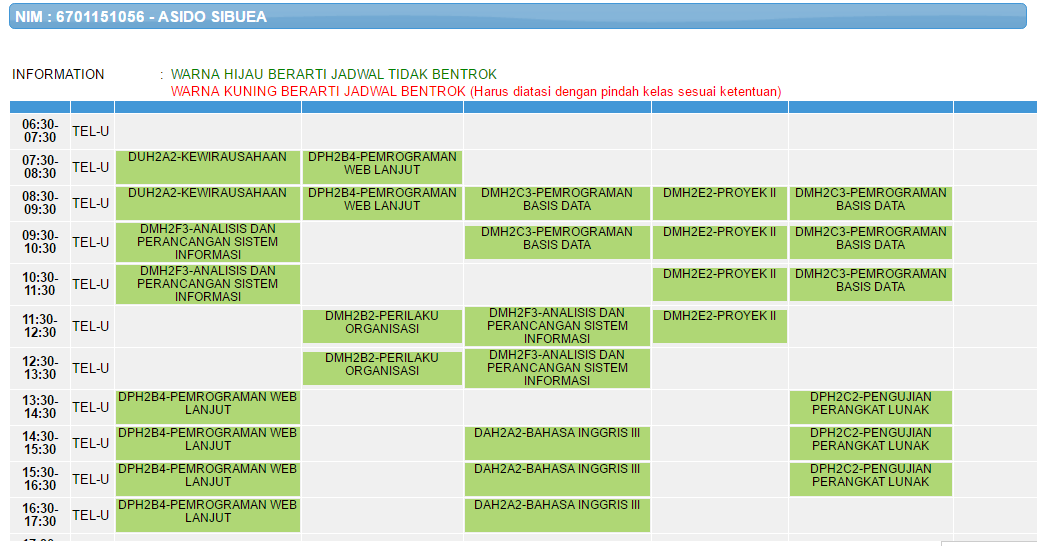 NIM : 6701151056 - ASIDO SIBUEA
INFORMATION : WARNA HIJAU BERARTI JADWAL TIDAK BENTROK
WARNA KUNING BERARTI JADWAL BENTROK (Harus diatasi dengan pindah kelas sesuai ketentuan)
06:30-
07:30
TEL-U
07:30-
08:30
TEL-U
DUH2A2-KEWIRAUSAHAAN
DPH2B4-PEMROGRAMAN
WEB LANJUT
08:30-
09:30
TEL-U
DUH2A2-KEWIRAUSAHAAN
DPH2B4-PEMROGRAMAN
WEB LANJUT
DMH2C3-PEMROGRAMAN
BASIS DATA
DMH2E2-PROYEK II
DMH2C3-PEMROGRAMAN
BASIS DATA
09:30-
10:30
TEL-U
DMH2F3-ANALISIS DAN
PERANCANGAN SISTEM
INFORMASI
DMH2C3-PEMROGRAMAN
BASIS DATA
DMH2E2-PROYEK II
DMH2C3-PEMROGRAMAN
BASIS DATA
10:30-
11:30
TEL-U
DMH2F3-ANALISIS DAN
PERANCANGAN SISTEM
INFORMASI
DMH2E2-PROYEK II
DMH2C3-PEMROGRAMAN
BASIS DATA
11:30-
12:30
TEL-U
DMH2B2-PERILAKU
ORGANISASI
DMH2F3-ANALISIS DAN
PERANCANGAN SISTEM
INFORMASI
DMH2E2-PROYEK II
12:30-
13:30
TEL-U
DMH2B2-PERILAKU
ORGANISASI
DMH2F3-ANALISIS DAN
PERANCANGAN SISTEM
INFORMASI
13:30-
14:30
TEL-U
DPH2B4-PEMROGRAMAN WEB
LANJUT
DPH2C2-PENGUJIAN
PERANGKAT LUNAK
14:30-
15:30
TEL-U
DPH2B4-PEMROGRAMAN WEB
LANJUT
DAH2A2-BAHASA INGGRIS III
DPH2C2-PENGUJIAN
PERANGKAT LUNAK
15:30-
16:30
TEL-U
DPH2B4-PEMROGRAMAN WEB
LANJUT
DAH2A2-BAHASA INGGRIS III
DPH2C2-PENGUJIAN
PERANGKAT LUNAK
16:30-
17:30
TEL-U
DPH2B4-PEMROGRAMAN WEB
LANJUT
DAH2A2-BAHASA INGGRIS III